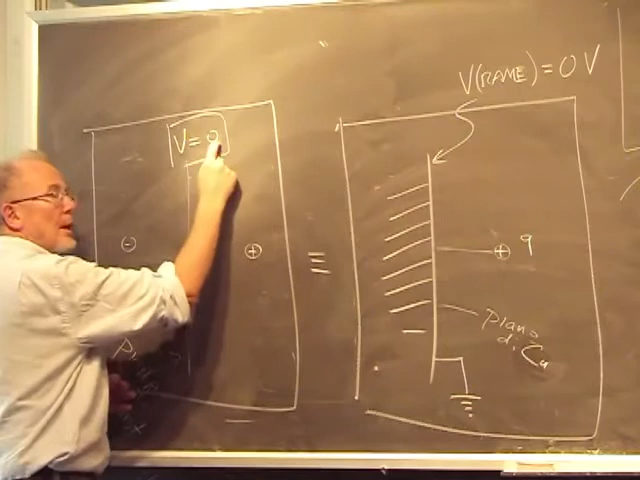 V(RAME) = 0 V
V = 0
⊖
⊕
≡
⊕ q
piano
di Cu